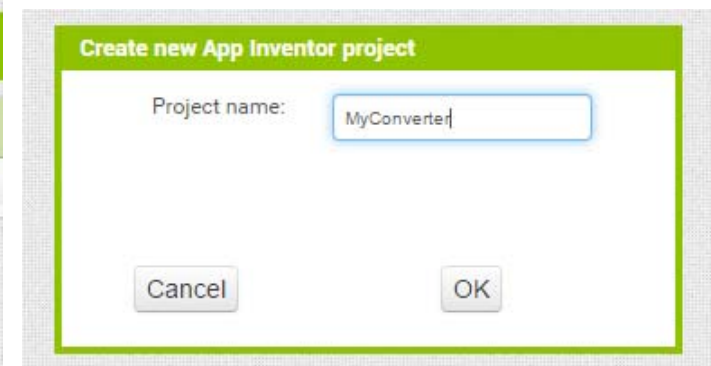 Create new App Inventor project
Project name:
MyConverter
Cancel
OK